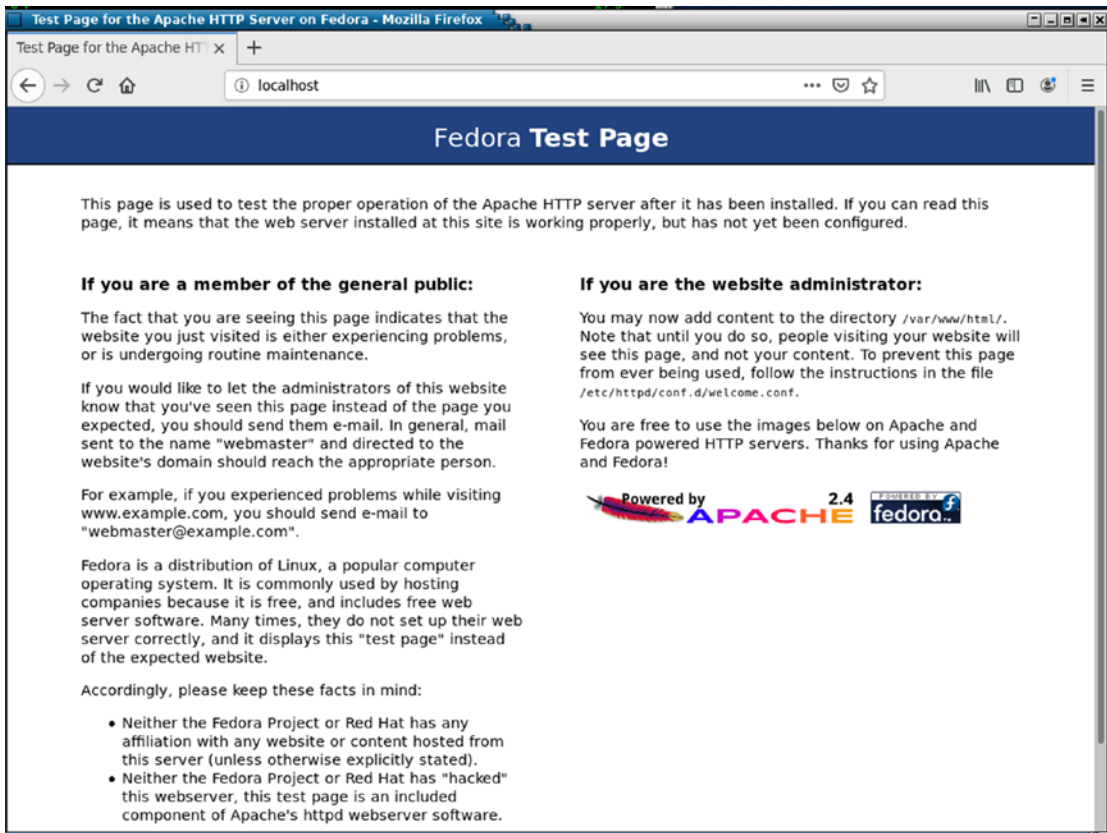 Test Page for the Apache HTTP Server on Fedora - Mozilla Firefox
Test Page for the Apache HTT
localhost
Fedora Test Page
This page is used to test the proper operation of the Apache HTTP server after it has been installed. If you can read this
page, it means that the web server installed at this site is working properly, but has not yet been configured.
If you are a member of the general public:
The fact that you are seeing this page indicates that the
website you just visited is either experiencing problems,
or is undergoing routine maintenance.
If you would like to let the administrators of this website
know that you've seen this page instead of the page you
expected, you should send them e-mail. In general, mail
sent to the name "webmaster" and directed to the
website's domain should reach the appropriate person.
For example, if you experienced problems while visiting
www.example.com, you should send e-mail to
"webmaster@example.com".
Fedora is a distribution of Linux, a popular computer
operating system. It is commonly used by hosting
companies because it is free, and includes free web
server software. Many times, they do not set up their web
server correctly, and it displays this "test page" instead
of the expected website.
Accordingly, please keep these facts in mind:
• Neither the Fedora Project or Red Hat has any
affiliation with any website or content hosted from
this server (unless otherwise explicitly stated).
• Neither the Fedora Project or Red Hat has "hacked"
this webserver, this test page is an included
component of Apache's httpd webserver software.
If you are the website administrator:
You may now add content to the directory /var/www/html/.
Note that until you do so, people visiting your website will
see this page, and not your content. To prevent this page
from ever being used, follow the instructions in the file
/etc/httpd/conf.d/welcome.conf.
You are free to use the images below on Apache and
Fedora powered HTTP servers. Thanks for using Apache
and Fedora!
Powered by 2.4
APACHE
POWERED BY
fedora